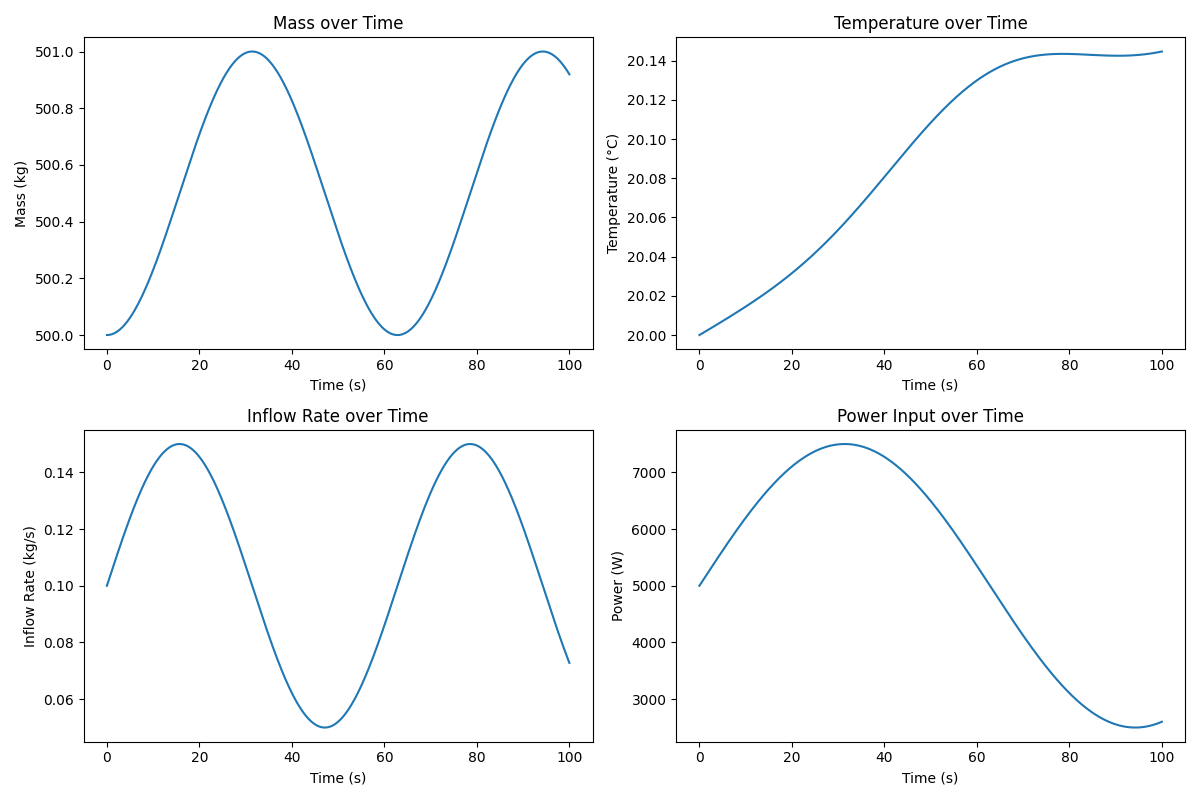 Mass over Time
Mass (kg)
501.0
500.8
500.6
500.4
500.2
500.0
0 20 40 60 80 100
Time (s)
Temperature over Time
Temperature (°C)
20.14
20.12
20.10
20.08
20.06
20.04
20.02
20.00
0 20 40 60 80 100
Time (s)
Inflow Rate over Time
Inflow Rate (kg/s)
0.14
0.12
0.10
0.08
0.06
0 20 40 60 80 100
Time (s)
Power Input over Time
Power (W)
7000
6000
5000
4000
3000
0 20 40 60 80 100
Time (s)